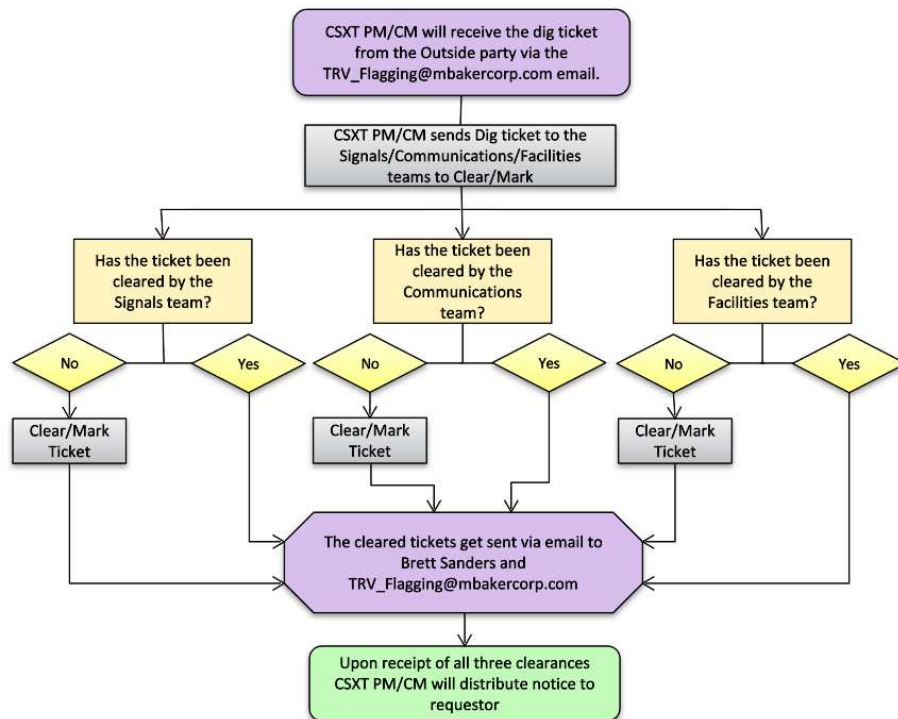 CSXT PM/CM will receive the dig ticket
from the Outside party via the
TRV_Flagging@mbakercorp.com email.
CSXT PM/CM sends Dig ticket to the
Signals/Communications/Facilities
teams to Clear/Mark
Has the ticket been
cleared by the
Signals team?
Has the ticket been
cleared by the
Communications
team?
Has the ticket been
cleared by the
Facilities team?
No
Yes
No
Yes
No
Yes
Clear/Mark
Ticket
Clear/Mark
Ticket
Clear/Mark
Ticket
The cleared tickets get sent via email to
Brett Sanders and
TRV_Flagging@mbakercorp.com
Upon receipt of all three clearances
CSXT PM/CM will distribute notice to
requestor